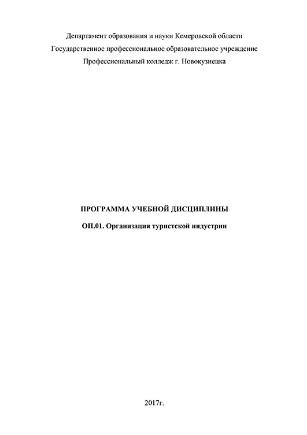 Департамент образования и науки Кемеровской области
Государственное профессиональное образовательное учреждение
Профессиональный колледж г. Новокузнецка
ПРОГРАММА УЧЕБНОЙ ДИСЦИПЛИНЫ
ОП.01. Организация туристской индустрии
2017г.